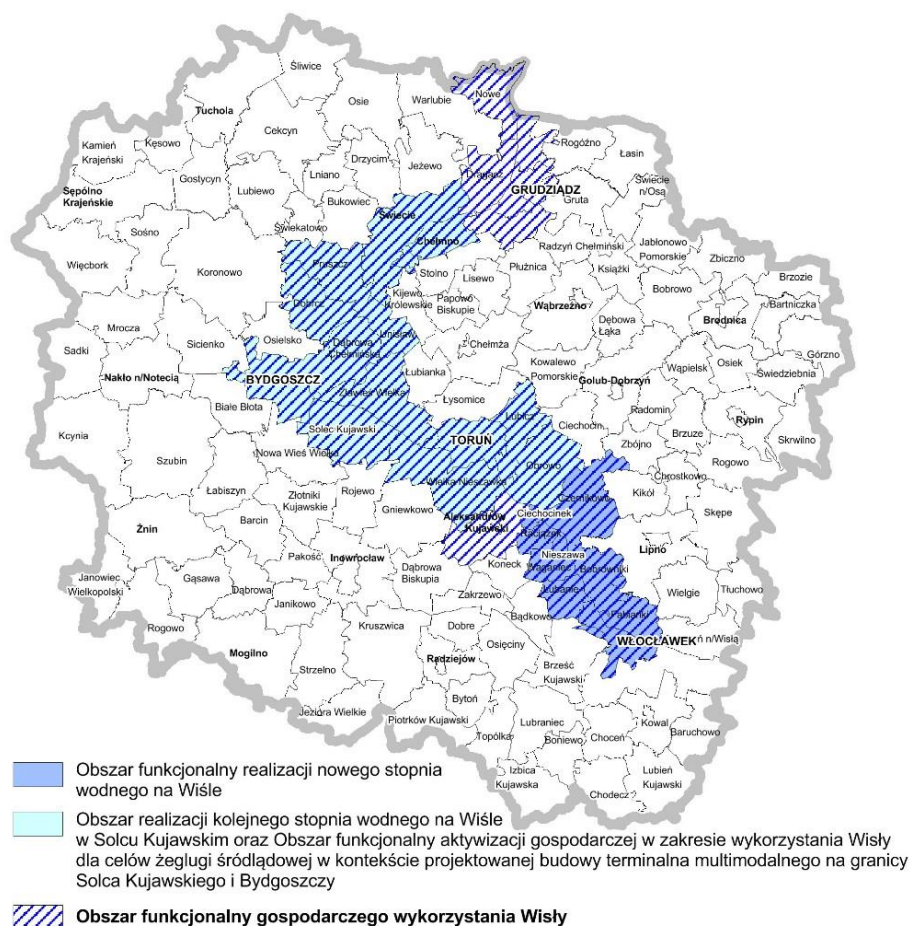 Śliwice
Nowe
Osie
Warlubie
Tuchola
Cekcyn
Rogóźno
Kamień
Krajeński
Kęsowo
Drzycim
Łasin
Jeżewo
Lniano
Dragacz
Gostycyn
GRUDZIĄDZ
Świecie
n/Osą
Sępólno
Krajeńskie
Lubiewo
Bukowiec
Gruta
Świecie
Sośno
Świekatowo
Chełmno
Radzyń Chełmiński
Jabłonowo
Pomorskie
Zbiczno
Więcbork
Koronowo
Pruszcz
Stolno
Lisewo
Płużnica
Książki
Bobrowo
Brzozie
Kijewo
Królewskie
Papowo
Biskupie
Bartniczka
Dobrcz
Wąbrzeźno
Brodnica
Mrocza
Unisław
Dębowa
Łąka
Sadki
Sicienko
Osielsko
Dąbrowa
Chełmińska
Chełmża
Górzno
Nakło n/Notecią
BYDGOSZCZ
Łubianka
Kowalewo
Pomorskie
Wąpielsk
Osiek
Świedziebnia
Zławieś Wielka
Golub-Dobrzyń
Białe Błota
Łysomice
Radomin
Rypin
Kcynia
Solec Kujawski
TORUŃ
Lubicz
Ciechocin
Brzuze
Skrwilno
Szubin
Nowa Wieś Wielka
Zbójno
Rogowo
Obrowo
Chrostkowo
Łabiszyn
Wielka Nieszawka
Kikół
Złotniki
Kujawskie
Rojewo
Czernikowo
Skępe
Gniewkowo
Ciechocinek
Barcin
Aleksandrów
Kujawski
Żnin
Raciążek
Pakość
Inowrocław
Nieszawa
Lipno
Koneck
Waganiec
Bobrowniki
Janowiec
Wielkopolski
Gąsawa
Dąbrowa
Dąbrowa
Biskupia
Lubanie
Wielgie
Tłuchowo
Janikowo
Zakrzewo
Rogowo
Bądkowo
Fabianki
Kruszwica
Dobre
WŁOCŁAWEK
ń n/Wisłą
Mogilno
Osięciny
Radziejów
Brześć
Kujawski
Strzelno
Bytoń
Kowal
Jeziora Wielkie
Piotrków Kujawski
Lubraniec
Choceń
Baruchowo
Topólka
Boniewo
Izbica
Kujawska
Lubień
Kujawski
Chodecz
Obszar funkcjonalny realizacji nowego stopnia
wodnego na Wiśle
Obszar realizacji kolejnego stopnia wodnego na Wiśle
w Solcu Kujawskim oraz Obszar funkcjonalny aktywizacji gospodarczej w zakresie wykorzystania Wisły
dla celów żeglugi śródlądowej w kontekście projektowanej budowy terminalna multimodalnego na granicy
Solca Kujawskiego i Bydgoszczy
Obszar funkcjonalny gospodarczego wykorzystania Wisły